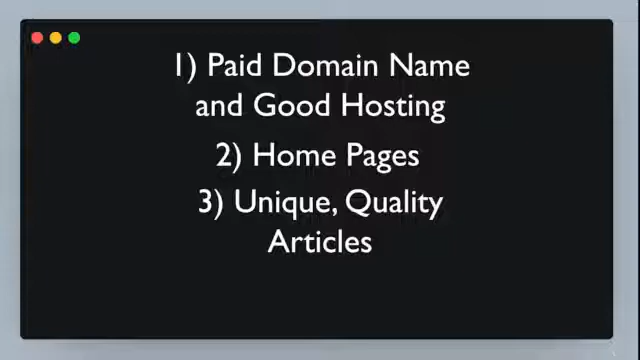 1) Paid Domain Name
and Good Hosting
2) Home Pages
3) Unique, Quality
Articles